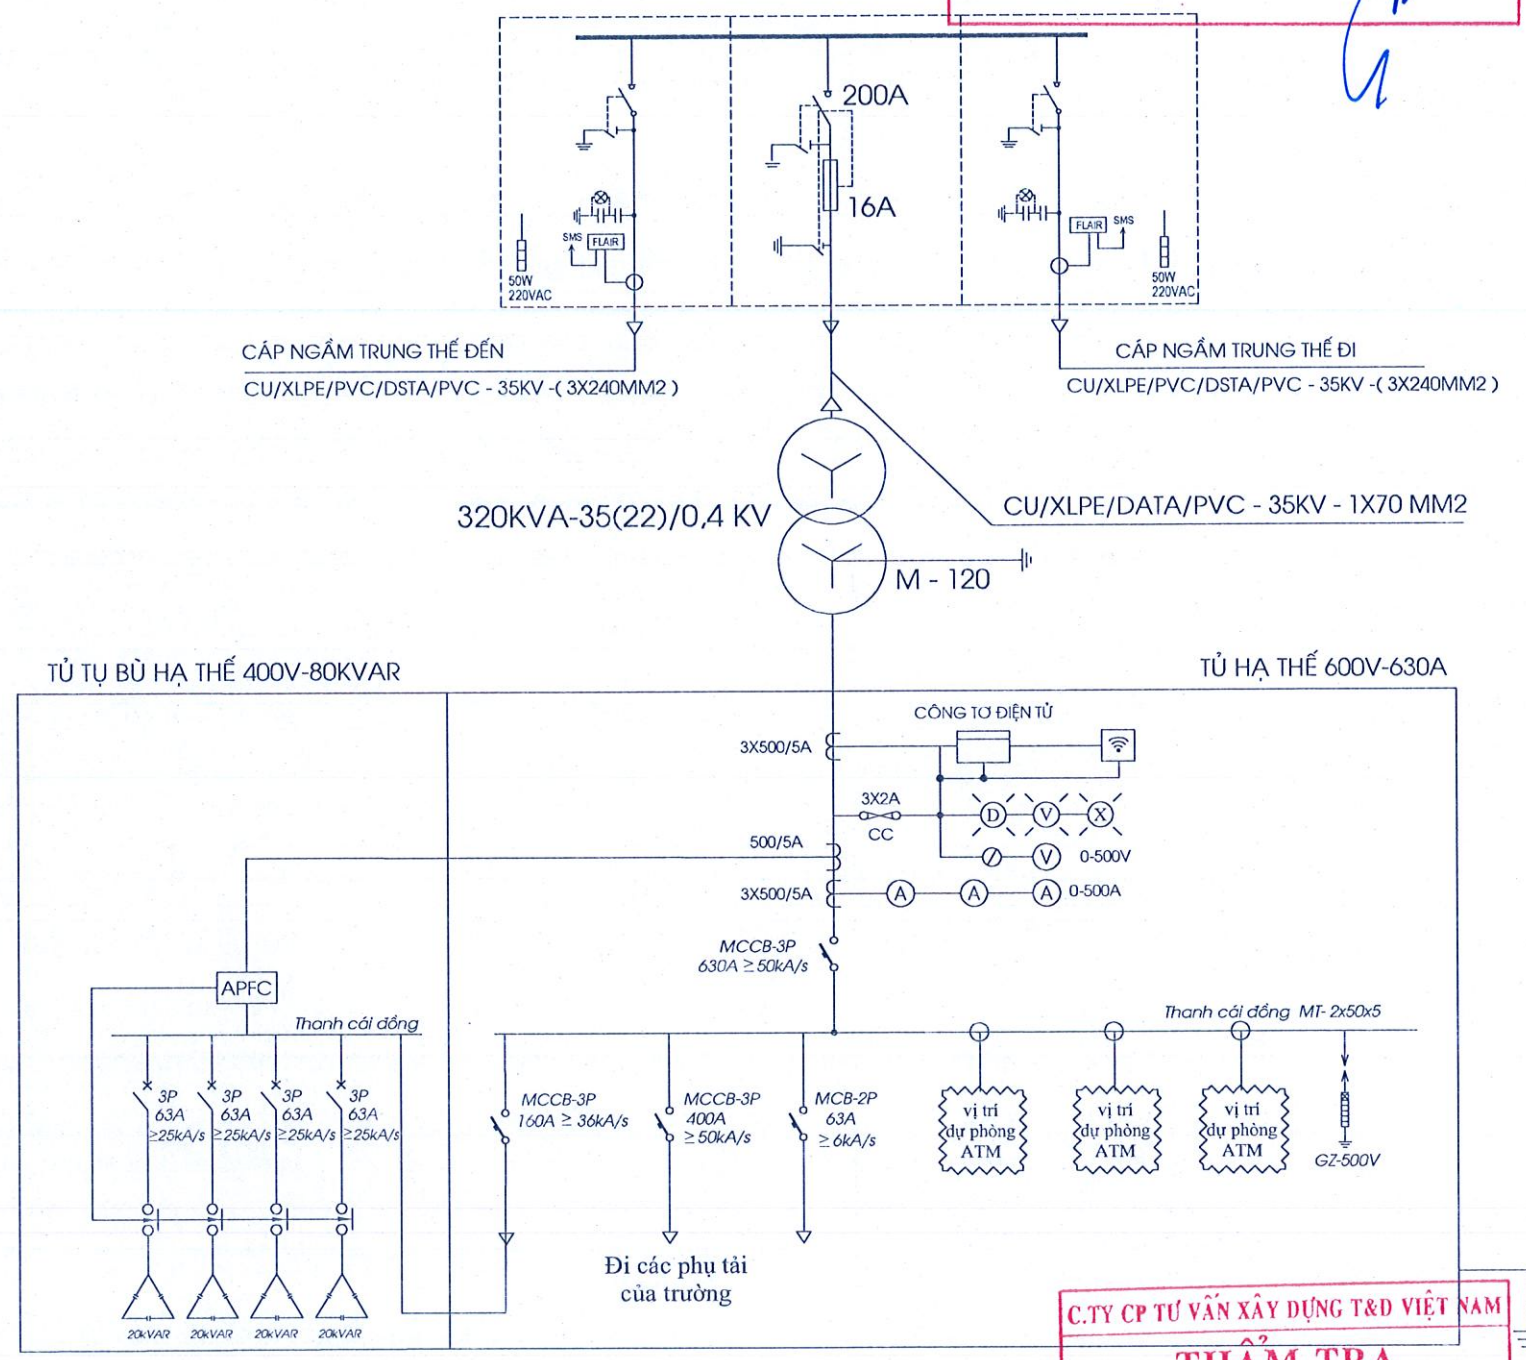 200A
16A
SMS
FLAIR
50W
220VAC
FLAIR
SMS
50W
220VAC
CÁP NGẦM TRUNG THẾ ĐẾN
CU/XLPE/PVC/DSTA/PVC - 35KV -( 3X240MM2 )
CÁP NGẦM TRUNG THẾ ĐI
CU/XLPE/PVC/DSTA/PVC - 35KV -( 3X240MM2 )
320KVA-35(22)/0,4 KV
CU/XLPE/DATA/PVC - 35KV - 1X70 MM2
M - 120
TỦ TỤ BÙ HẠ THẾ 400V-80KVAR
TỦ HẠ THẾ 600V-630A
CÔNG TƠ ĐIỆN TỬ
3X500/5A
3X2A
CC
D V X
500/5A
V 0-500V
3X500/5A
A A A 0-500A
MCCB-3P
630A ≥50kA/s
APFC
Thanh cái đồng
Thanh cái đồng MT- 2x50x5
3P
63A
≥25kA/s
3P
63A
≥25kA/s
3P
63A
≥25kA/s
3P
63A
≥25kA/s
MCCB-3P
160A ≥ 36kA/s
MCCB-3P
400A
≥50kA/s
MCB-2P
63A
≥6kA/s
vị trí
dự phòng
ATM
vị trí
dự phòng
ATM
vị trí
dự phòng
ATM
GZ-500V
Đi các phụ tải
của trường
20kVAR 20kVAR 20kVAR 20kVAR
C.TY CP TƯ VẤN XÂY DỰNG T&D VIỆT NAM
THẨM TRA